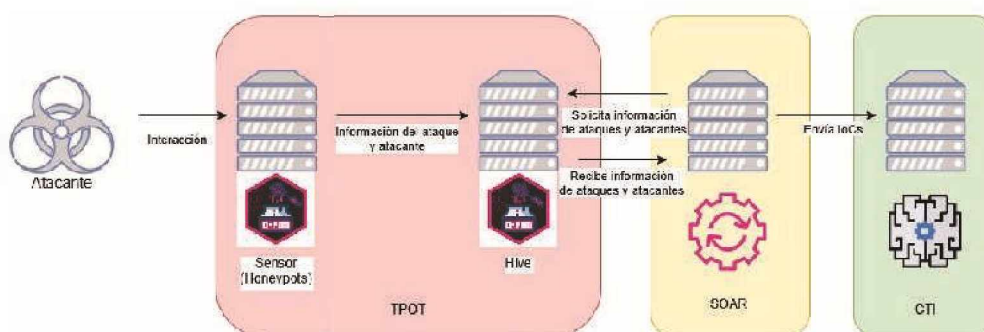 Atacante
Interacción
Sensor
(Honeypots)
Información del ataque
y atacante
Hive
TPOT
Solicita información
de ataques y atacantes
Recibe información
de ataques y atacantes
SOAR
Envía IoCs
CTI